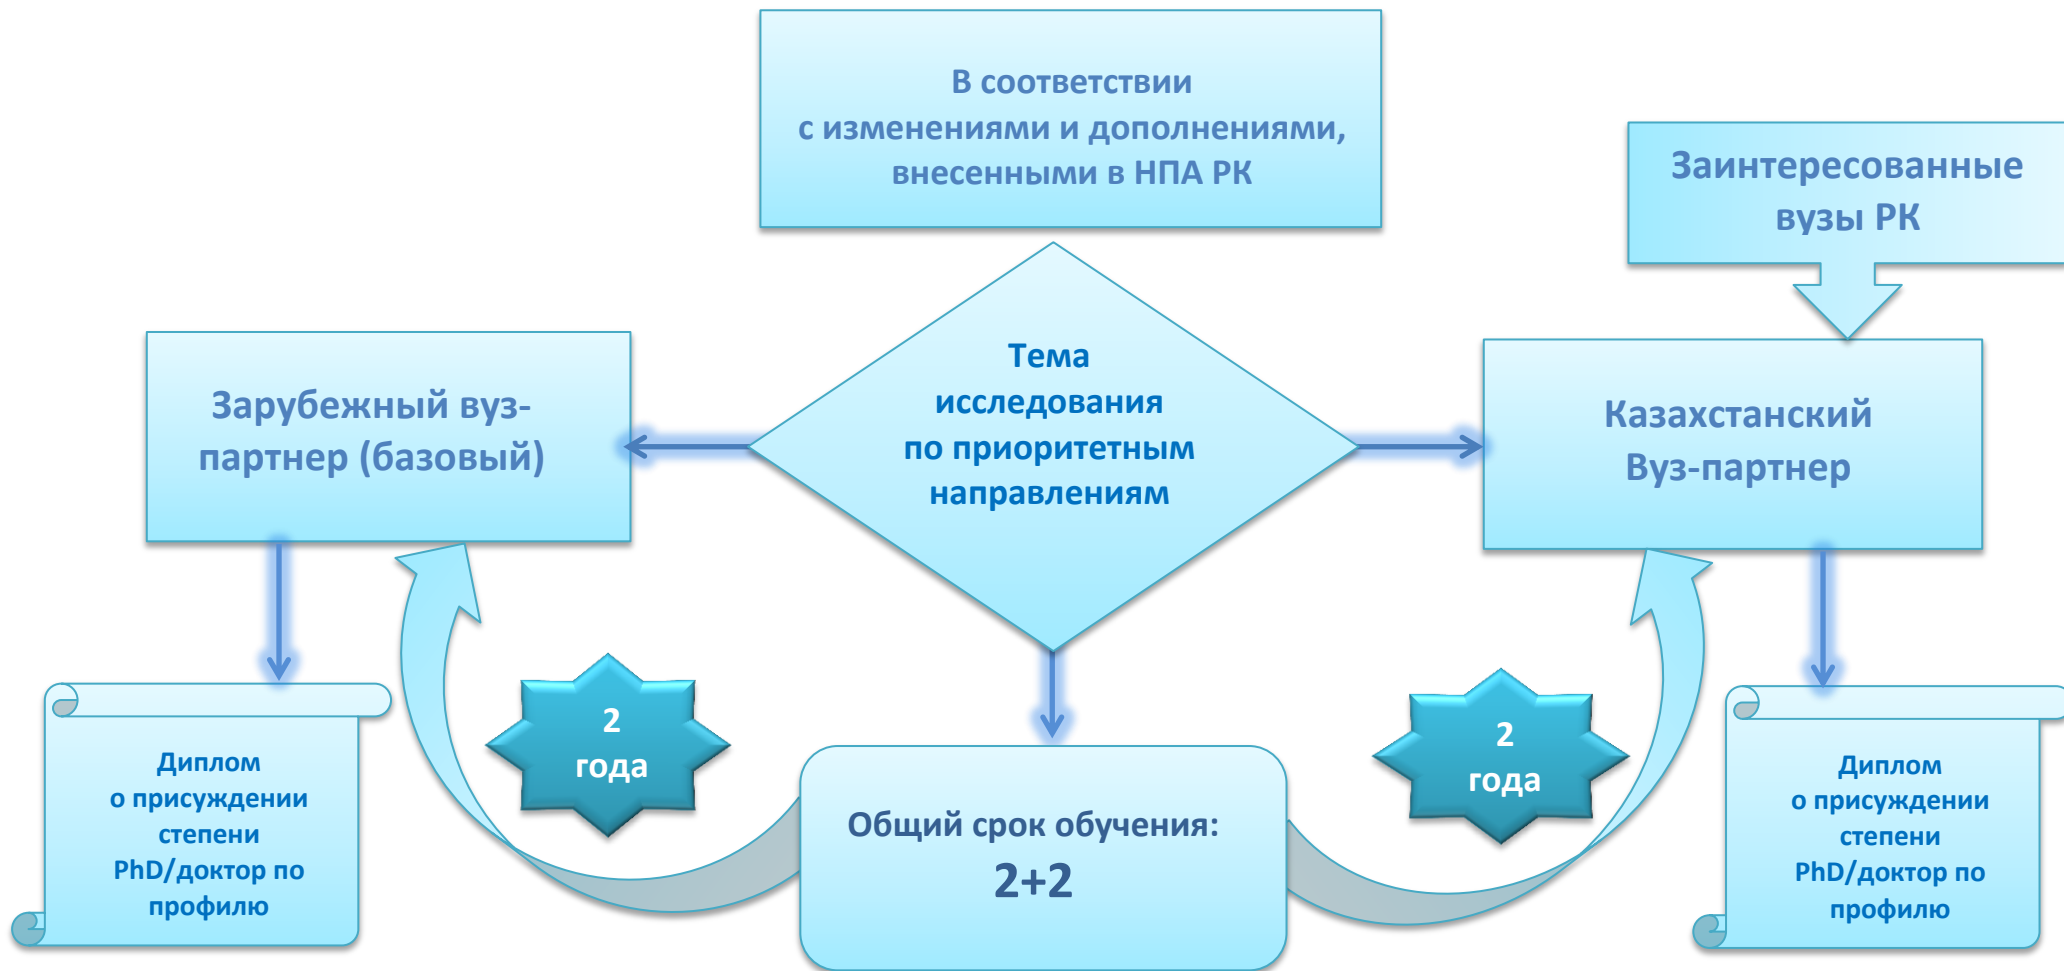 В соответствии
с изменениями и дополнениями,
внесенными в НПА РК
Заинтересованные
вузы РК
Зарубежный вуз-
партнер (базовый)
Тема
исследования
по приоритетным
направлениям
Казахстанский
Вуз-партнер
2
года
2
года
Диплом
о присуждении
степени
PhD/доктор по
профилю
Общий срок обучения:
2+2
Диплом
о присуждении
степени
PhD/доктор по
профилю